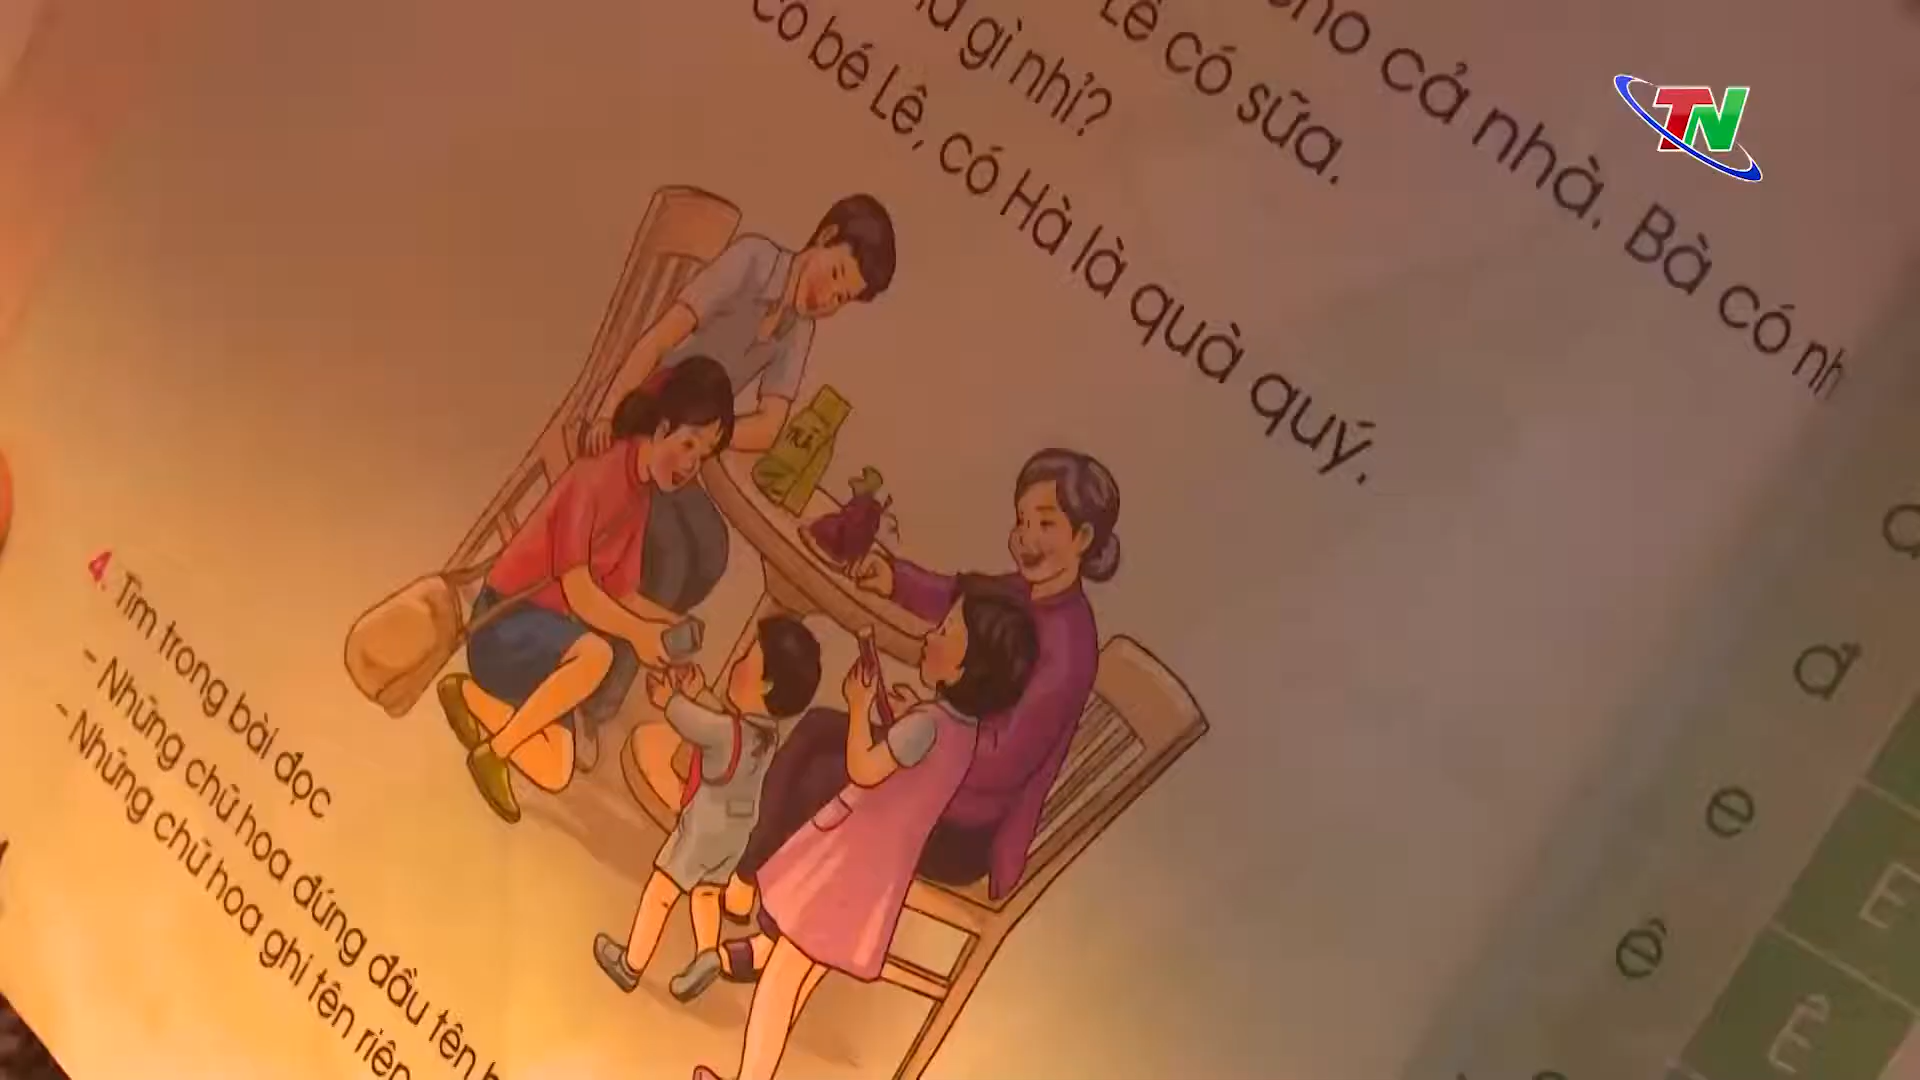 cho cả nhà. Bà có nh
Lê có sữa.
gì nhỉ?
Có bé Lê, có Hà là quà quý.
TN
4. Tìm trong bài đọc
- Những chữ hoa đứng đầu tên
- Những chữ hoa ghi tên riên
đ
e
E
ê
Ê